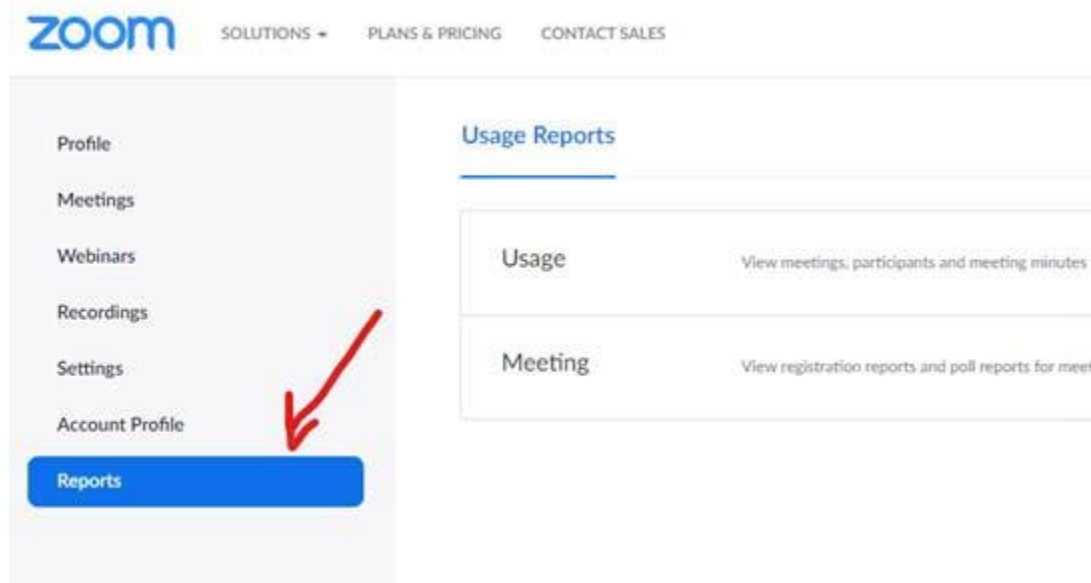 zoom SOLUTIONS PLANS & PRICING CONTACT SALES
Profile
Meetings
Webinars
Recordings
Settings
Account Profile
Reports
Usage Reports
Usage View meetings, participants and meeting minutes
Meeting View registration reports and poll reports for